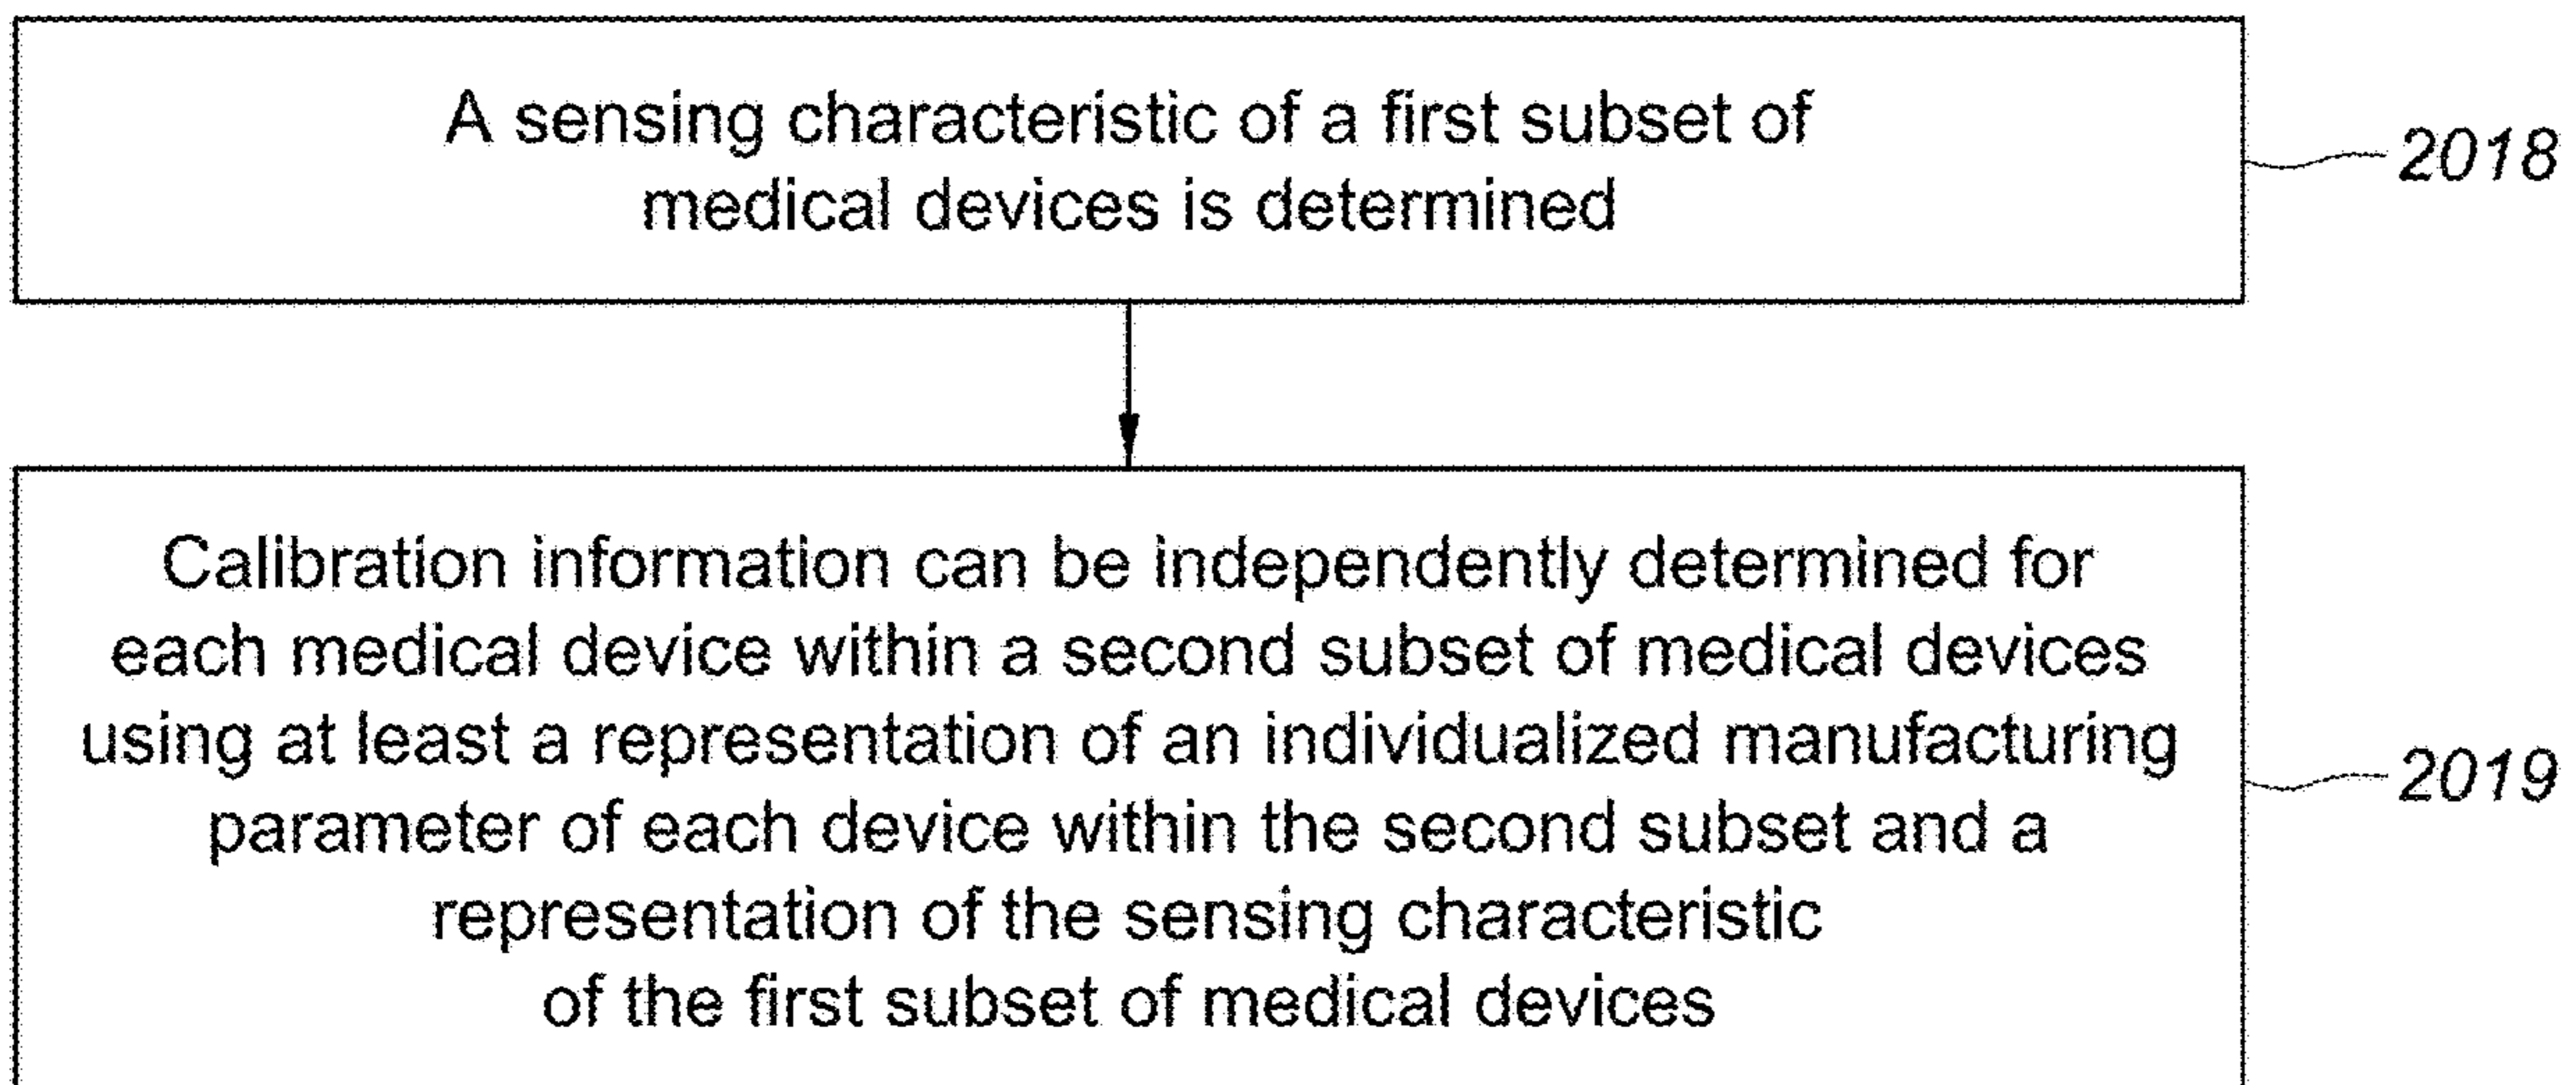 A sensing characteristic of a first subset of
medical devices is determined
2018
Calibration information can be independently determined for
each medical device within a second subset of medical devices
using at least a representation of an individualized manufacturing
parameter of each device within the second subset and a
representation of the sensing characteristic
of the first subset of medical devices
2019